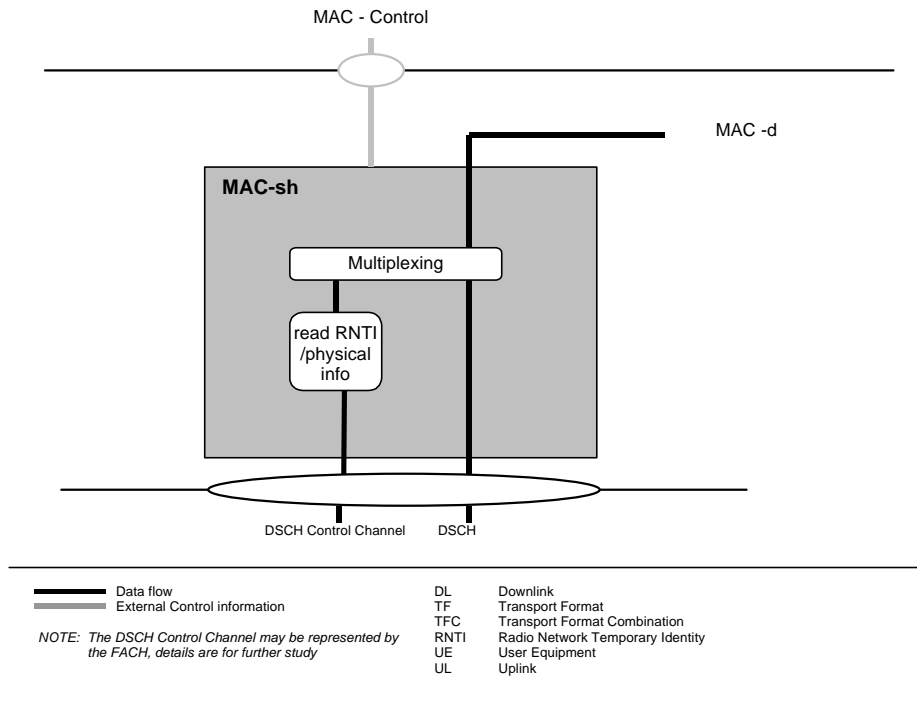 MAC - Control
MAC -d
MAC-sh
Multiplexing
read RNTI
/physical
info
DSCH Control Channel
DSCH
Data flow
External Control information
NOTE: The DSCH Control Channel may be represented by
the FACH, details are for further study
DL Downlink
TF Transport Format
TFC Transport Format Combination
RNTI Radio Network Temporary Identity
UE User Equipment
UL Uplink